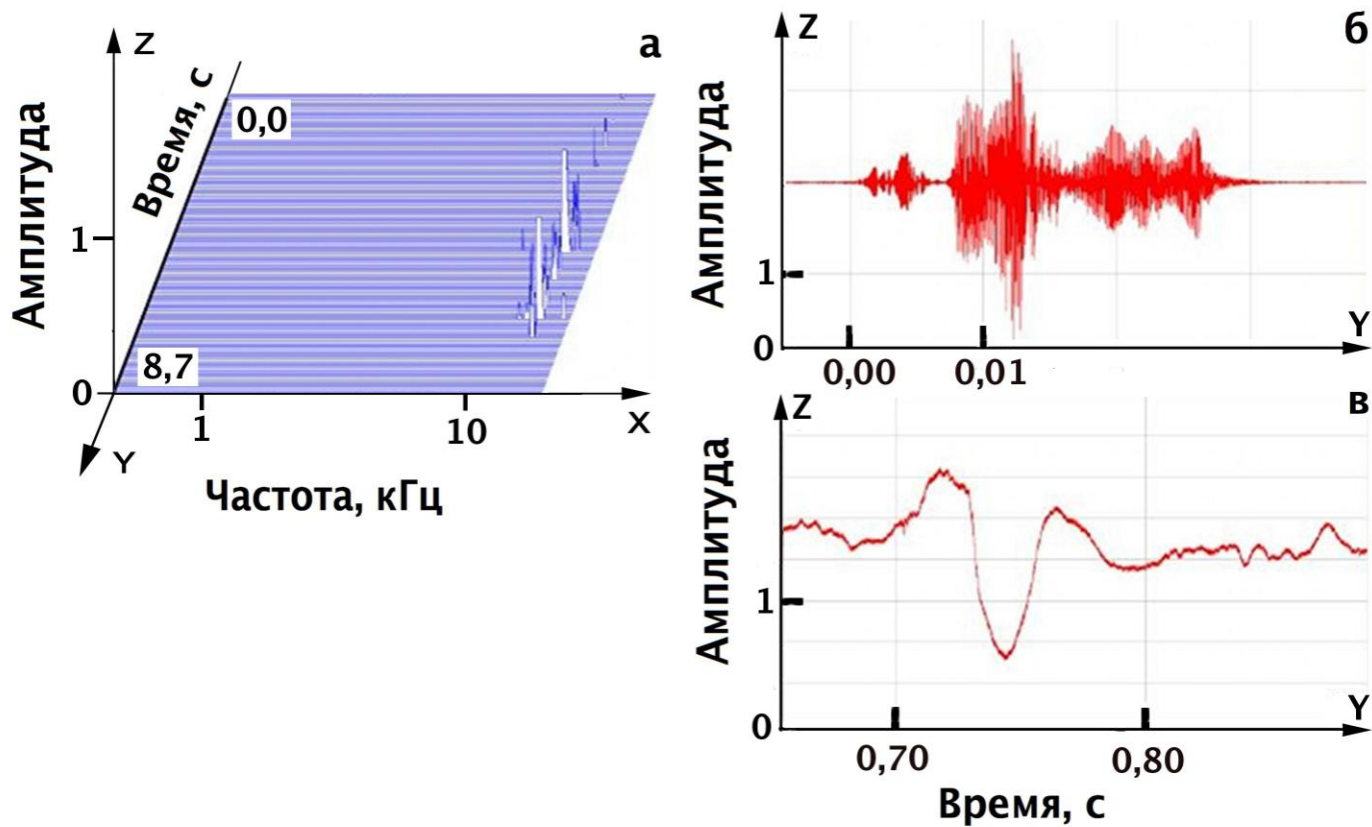 Z
а
Время, с
0,0
Амплитуда
1
8,7
0
1
10
X
Y
Частота, кГц
Z
б
Амплитуда
1
Y
0
0,00
0,01
Z
в
Амплитуда
1
Y
0
0,70
0,80
Время, с